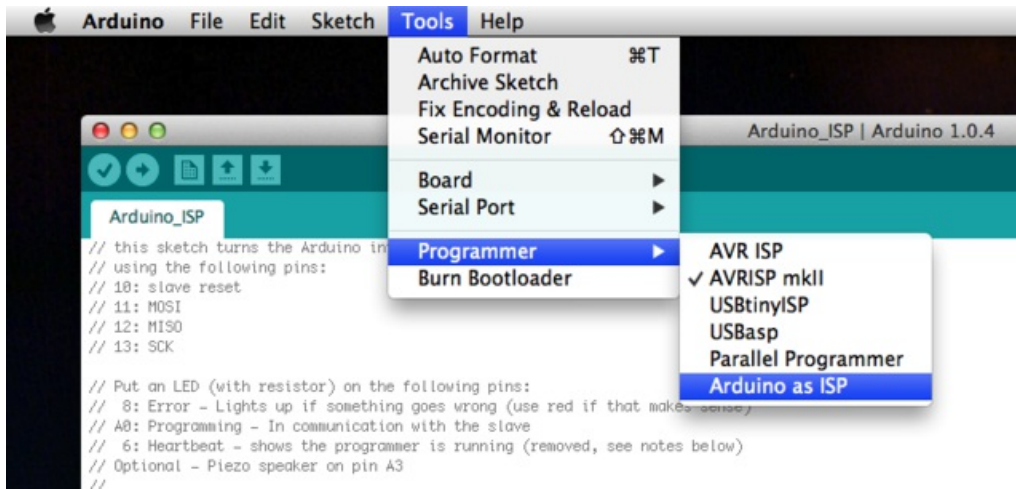 Arduino File Edit Sketch Tools Help
Auto Format ⌘T
Archive Sketch
Fix Encoding & Reload
Serial Monitor ⇧⌘M
Board
Serial Port
Programmer
Burn Bootloader
AVR ISP
✓ AVRISP mkII
USBtinyISP
USBasp
Parallel Programmer
Arduino as ISP
Arduino_ISP | Arduino 1.0.4
Arduino_ISP
// this sketch turns the Arduino in
// using the following pins:
// 10: slave reset
// 11: MOSI
// 12: MISO
// 13: SCK
// Put an LED (with resistor) on the following pins:
// 8: Error - Lights up if something goes wrong (use red if that makes sense)
// A0: Programming - In communication with the slave
// 6: Heartbeat - shows the programmer is running (removed, see notes below)
// Optional - Piezo speaker on pin A3
//